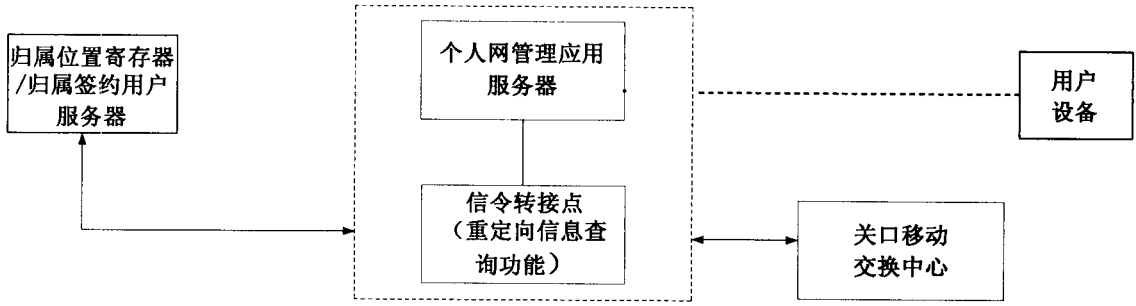 归属位置寄存器
/归属签约用户
服务器
个人网管理应用
服务器
信令转接点
（重定向信息查
询功能）
用户
设备
关口移动
交换中心